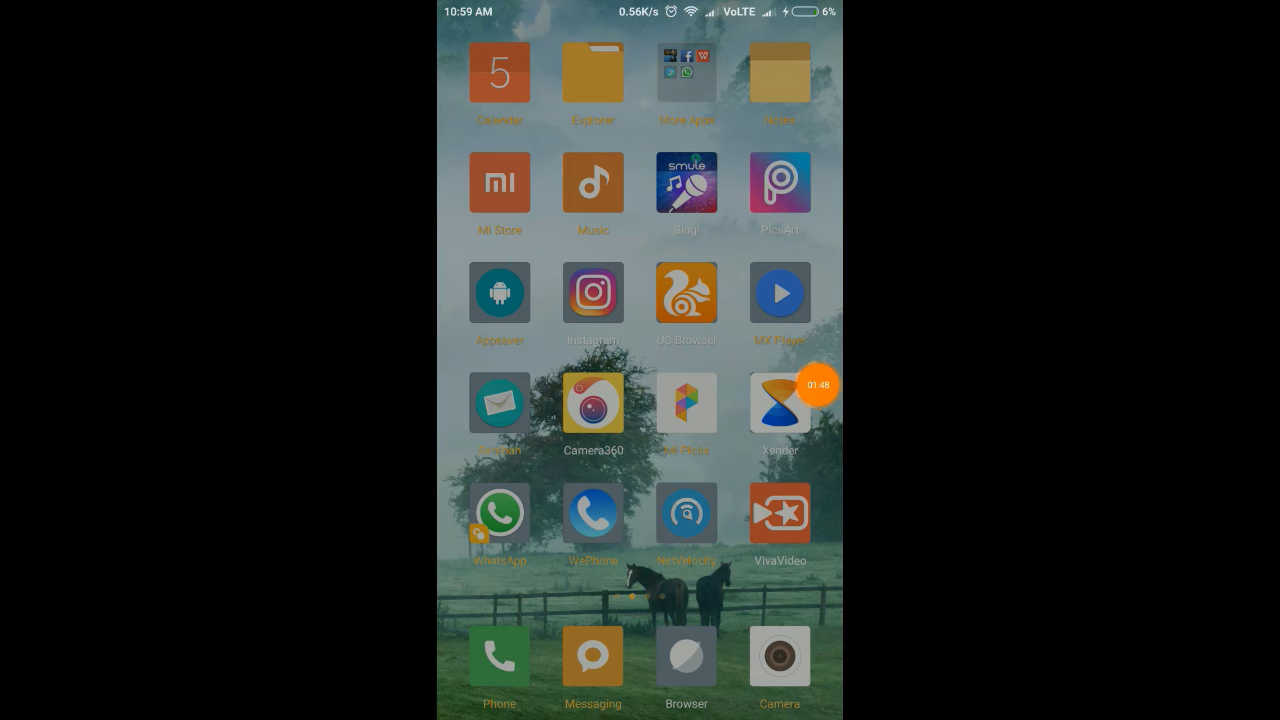 10:59 AM 0.56K/s VoLTE 6%
5
Calendar Explorer More Apps Notes
mi smule
Mi Store Music Sing! PicsArt
Appsaver Instagram UC Browser MX Player
01:48
Camera360 Mi Picks Xender
WhatsApp WePhone NetVelocity VivaVideo
Phone Messaging Browser Camera